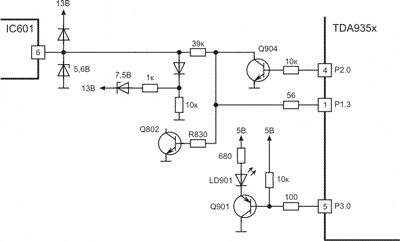 13В
IC601
TDA935x
6
39к
Q904
5,6В
7,5В
1к
10к
4
P2.0
13В
10к
56
1
P1.3
Q802
R830
5В
5В
680
LD901
10к
Q901
100
5
P3.0